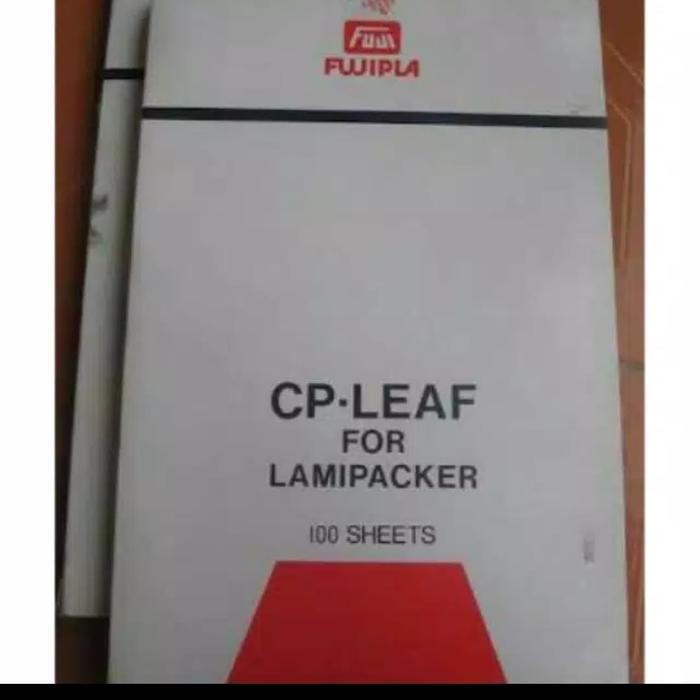 FUJI
FUJIPLA
CP·LEAF
FOR
LAMIPACKER
100 SHEETS